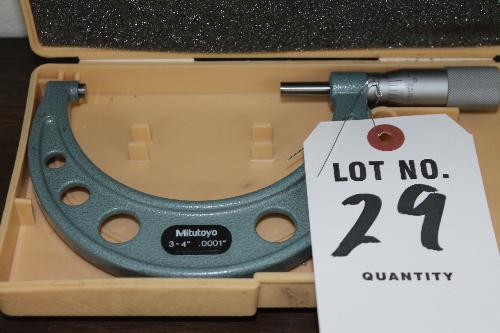 Mitutoyo
3-4" .0001"
LOT NO.
29
QUANTITY